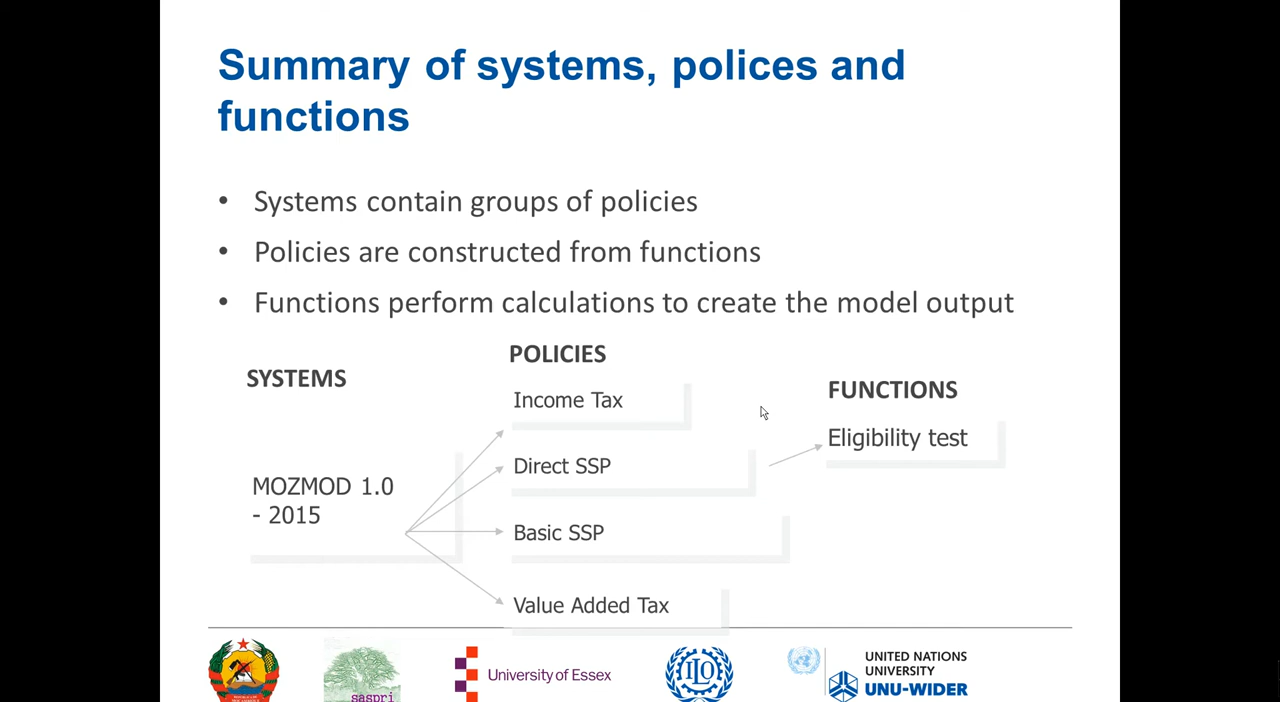 Summary of systems, polices and
functions
• Systems contain groups of policies
• Policies are constructed from functions
• Functions perform calculations to create the model output
SYSTEMS
POLICIES
FUNCTIONS
MOZMOD 1.0
- 2015
Income Tax
Direct SSP
Basic SSP
Value Added Tax
Eligibility test
saspri
University of Essex
ILO
UNITED NATIONS
UNIVERSITY
UNU-WIDER